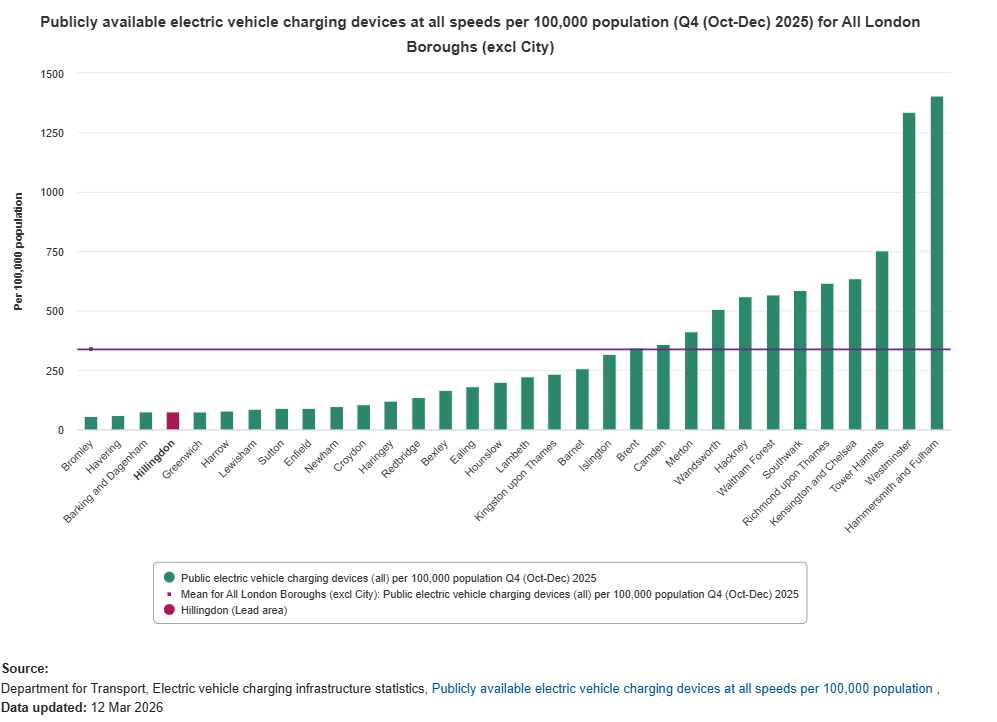 Publicly available electric vehicle charging devices at all speeds per 100,000 population (Q4 (Oct-Dec) 2025) for All London
Boroughs (excl City)
Per 100,000 population
1500
1250
1000
750
500
250
0
Bromley
Havering
Barking and Dagenham
Hillingdon
Greenwich
Harrow
Lewisham
Sutton
Enfield
Newham
Croydon
Haringey
Redbridge
Bexley
Ealing
Hounslow
Lambeth
Kingston upon Thames
Barnet
Islington
Brent
Camden
Merton
Wandsworth
Hackney
Waltham Forest
Southwark
Richmond upon Thames
Kensington and Chelsea
Tower Hamlets
Westminster
Hammersmith and Fulham
Public electric vehicle charging devices (all) per 100,000 population Q4 (Oct-Dec) 2025
Mean for All London Boroughs (excl City): Public electric vehicle charging devices (all) per 100,000 population Q4 (Oct-Dec) 2025
Hillingdon (Lead area)
Source:
Department for Transport, Electric vehicle charging infrastructure statistics, Publicly available electric vehicle charging devices at all speeds per 100,000 population ,
Data updated: 12 Mar 2026